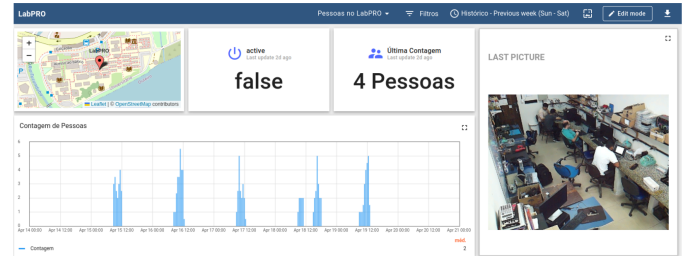 LabPRO
Pessoas no LabPRO
Filtros
Histórico - Previous week (Sun - Sat)
Edit mode
+
−
LabPRO
Leaflet | © OpenStreetMap contributors
active
Last update 2d ago
false
Última Contagem
Last update 2d ago
4 Pessoas
LAST PICTURE
Contagem de Pessoas
6
5
4
3
2
1
0
Apr 14 00:00 Apr 14 12:00 Apr 15 00:00 Apr 15 12:00 Apr 16 00:00 Apr 16 12:00 Apr 17 00:00 Apr 17 12:00 Apr 18 00:00 Apr 18 12:00 Apr 19 00:00 Apr 19 12:00 Apr 20 00:00 Apr 20 12:00 Apr 21 00:00
méd.
Contagem 2